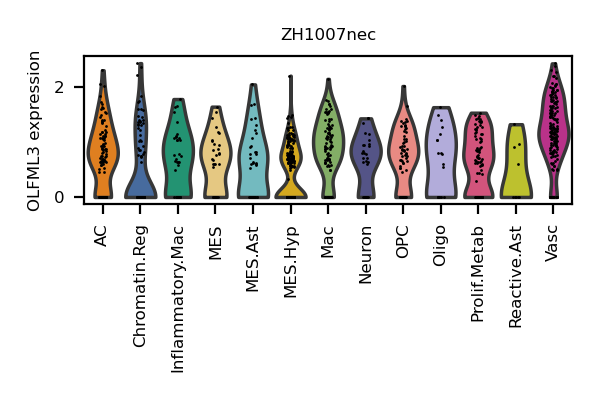 ZH1007nec
OLFML3 expression
2
0
AC
Chromatin.Reg
Inflammatory.Mac
MES
MES.Ast
MES.Hyp
Mac
Neuron
OPC
Oligo
Prolif.Metab
Reactive.Ast
Vasc